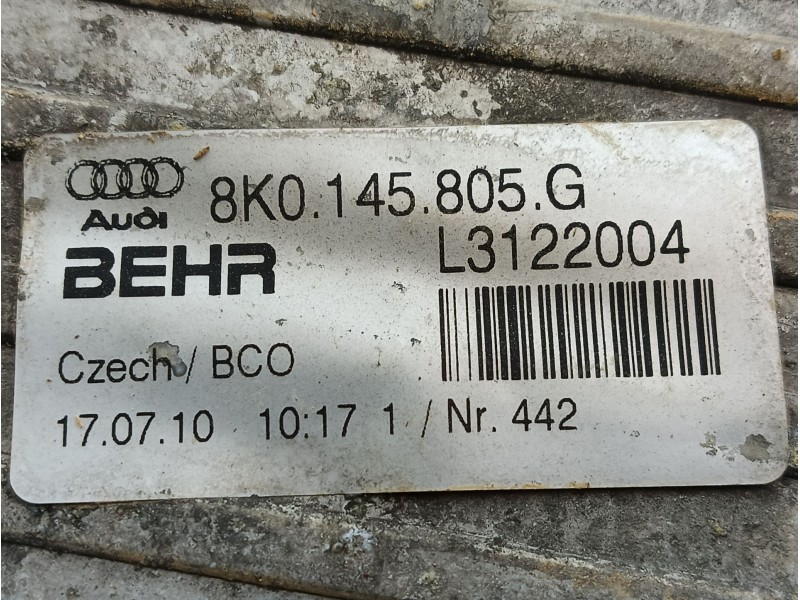 Audi 8K0.145.805.G
BEHR L3122004
Czech / BCO
17.07.10 10:17 1 / Nr. 442